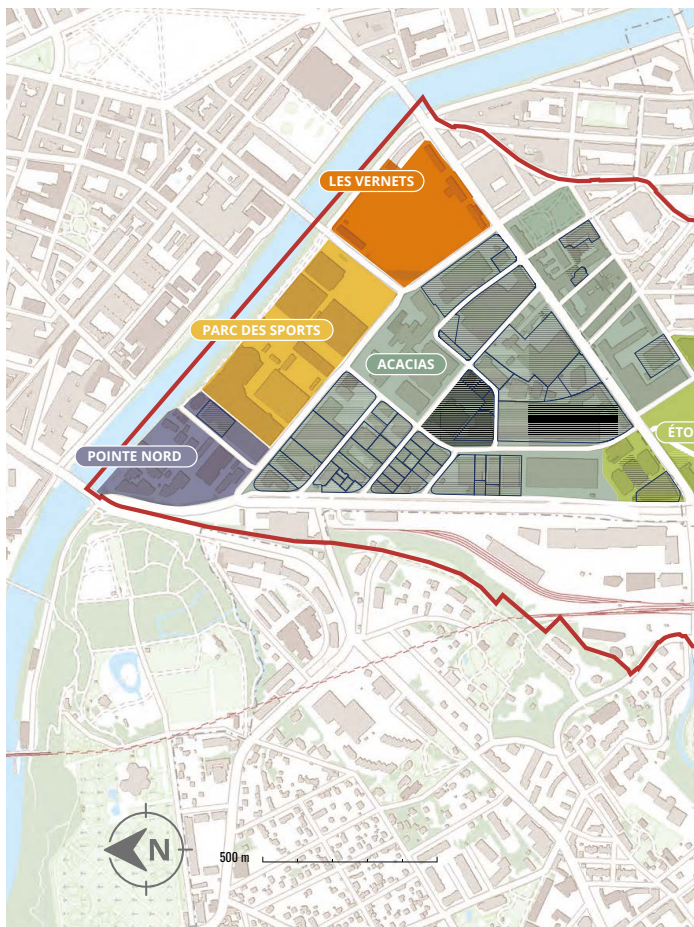 LES VERNETS
PARC DES SPORTS
ACACIAS
ÉTO
POINTE NORD
N
500 m